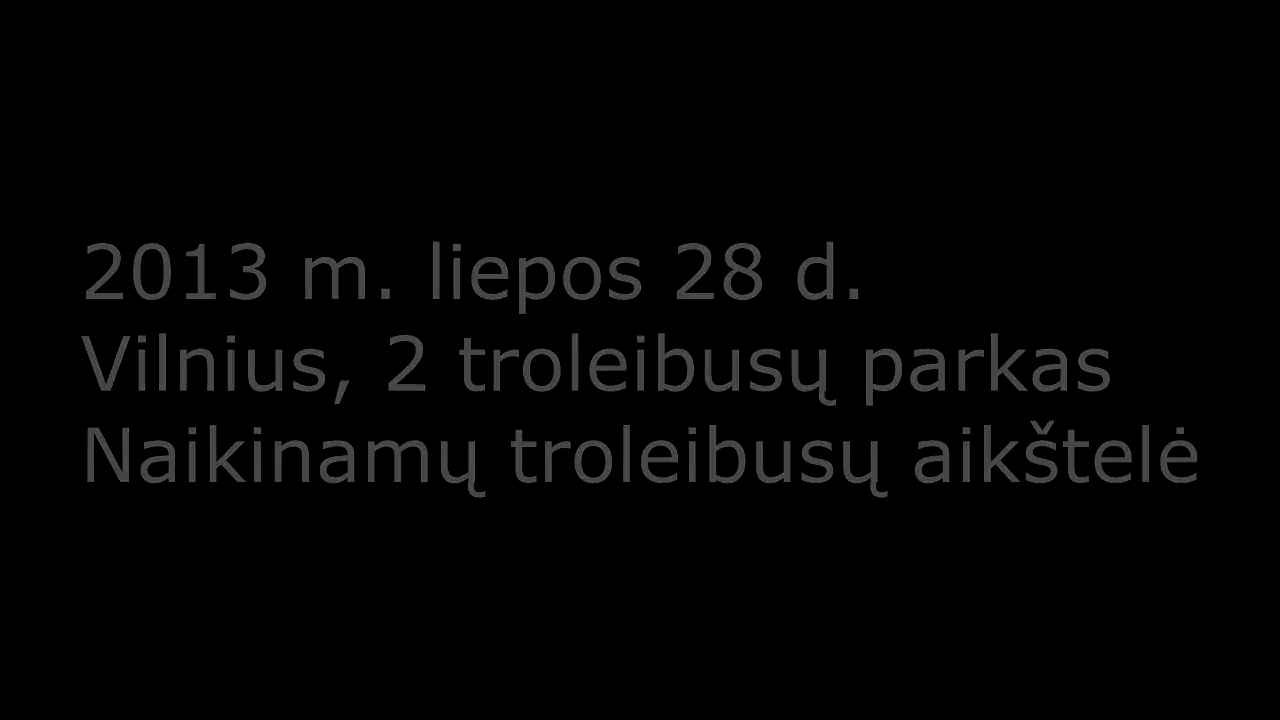 2013 m. liepos 28 d.
Vilnius, 2 troleibusų parkas
Naikinamų troleibusų aikštelė